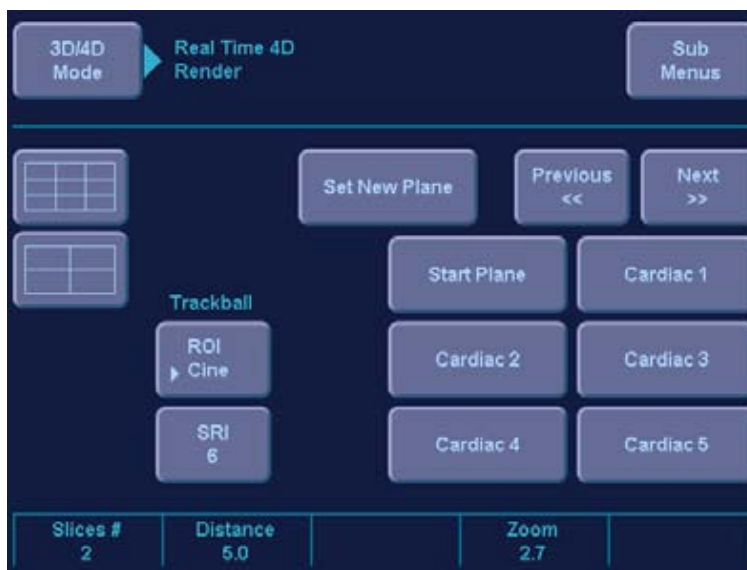 3D/4D
Mode
Real Time 4D
Render
Sub
Menus
Set New Plane
Previous
<<
Next
>>
Start Plane
Cardiac 1
Trackball
ROI
Cine
Cardiac 2
Cardiac 3
SRI
6
Cardiac 4
Cardiac 5
Slices #
2
Distance
5.0
Zoom
2.7